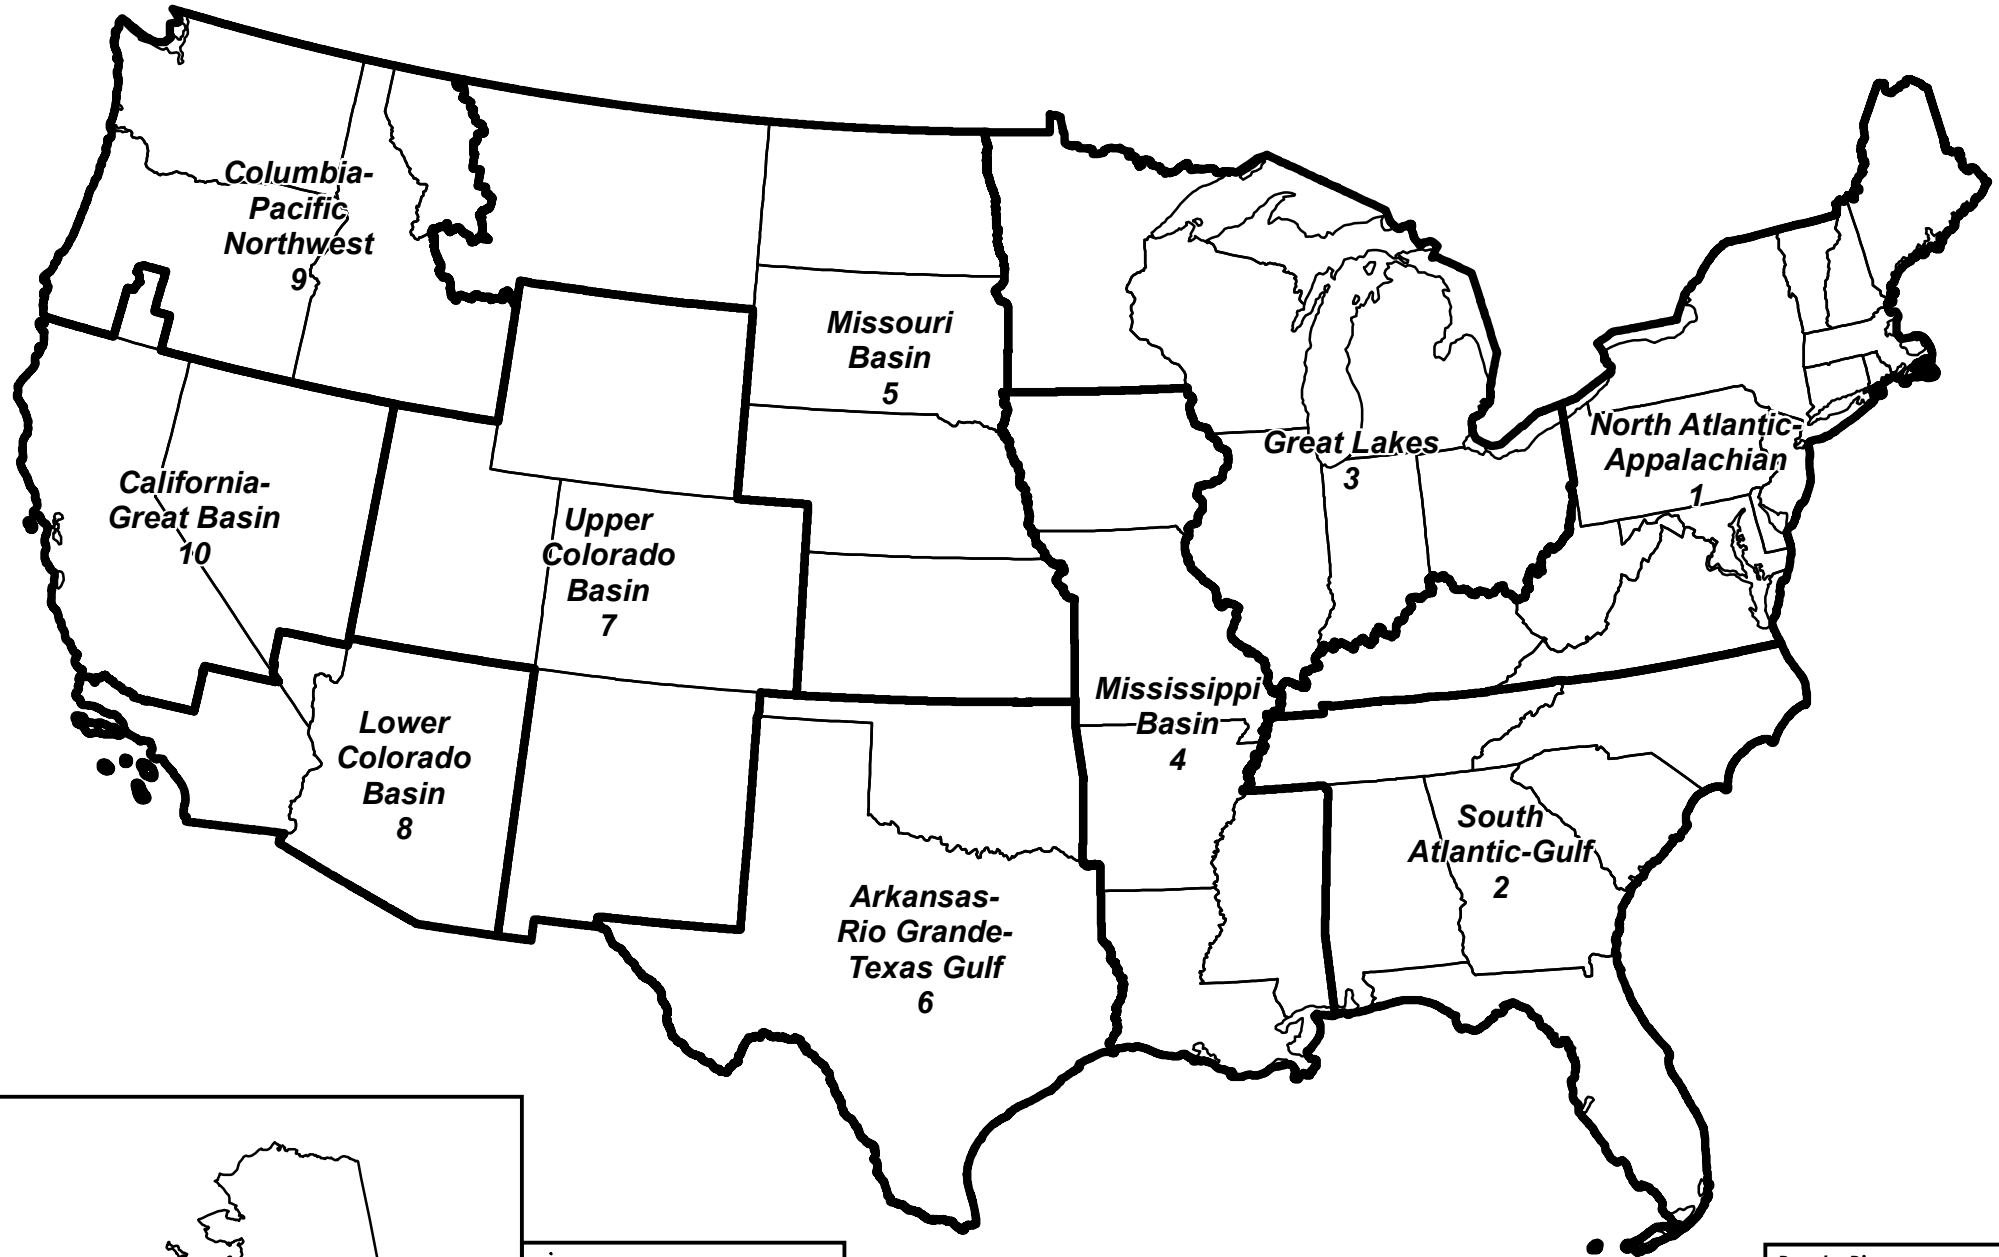 Columbia-
Pacific
Northwest
9
Missouri
Basin
5
Great Lakes
3
North Atlantic-
Appalachian
1
California-
Great Basin
10
Upper
Colorado
Basin
7
Mississippi
Basin
4
Lower
Colorado
Basin
8
South
Atlantic-Gulf
2
Arkansas-
Rio Grande-
Texas Gulf
6